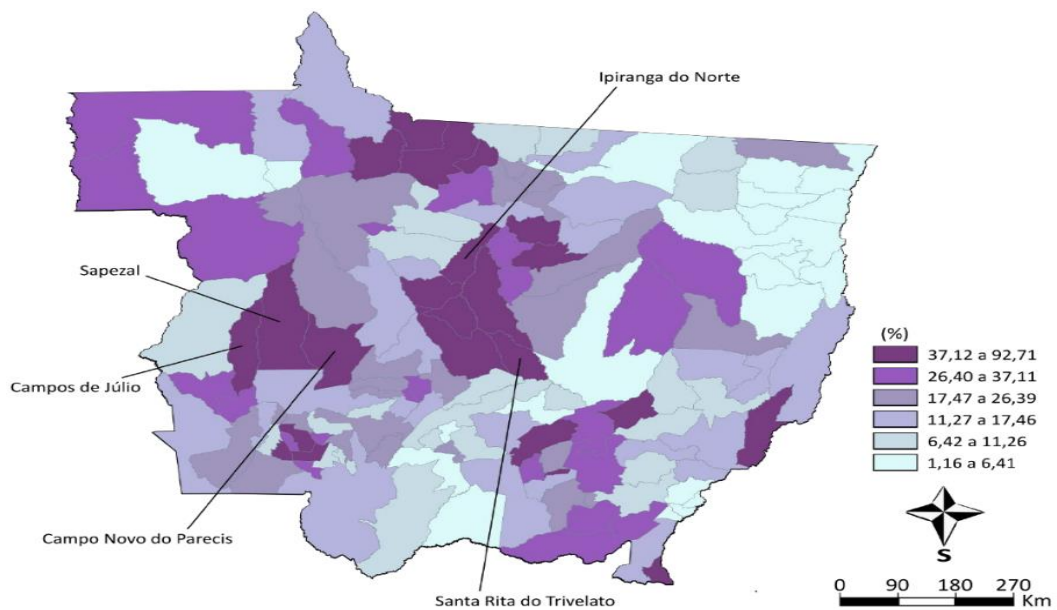 Ipiranga do Norte
Sapezal
Campos de Júlio
Campo Novo do Parecis
Santa Rita do Trivelato
(%)
37,12 a 92,71
26,40 a 37,11
17,47 a 26,39
11,27 a 17,46
6,42 a 11,26
1,16 a 6,41
S
0 90 180 270
Km